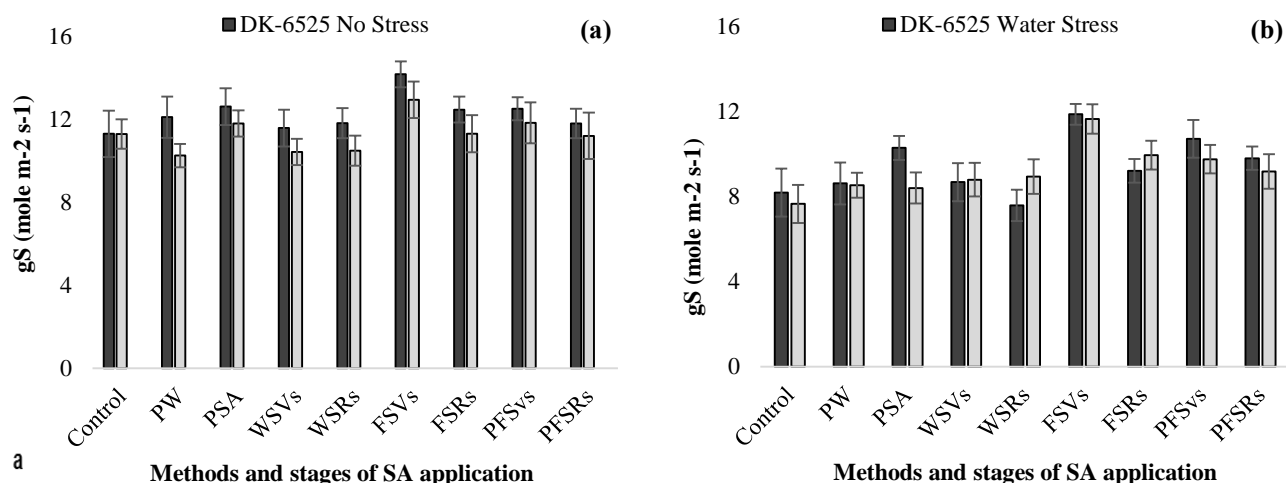 DK-6525 No Stress
(a)
16
12
8
4
0
gS (mole m-2 s-1)
Control
PW
PSA
WSVs
WSRs
FSVs
FSRs
PFSvs
PFSRs
Methods and stages of SA application
a
DK-6525 Water Stress
(b)
16
12
8
4
0
gS (mole m-2 s-1)
Control
PW
PSA
WSVs
WSRs
FSVs
FSRs
PFSvs
PFSRs
Methods and stages of SA application